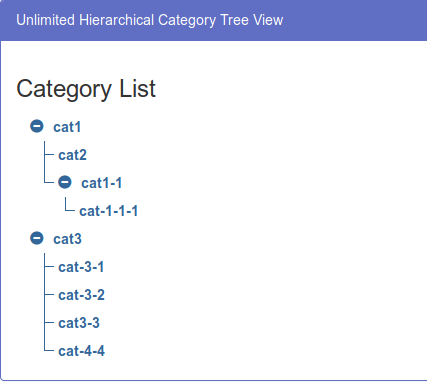 Unlimited Hierarchical Category Tree View
Category List
cat1
cat2
cat1-1
cat-1-1-1
cat3
cat-3-1
cat-3-2
cat3-3
cat-4-4